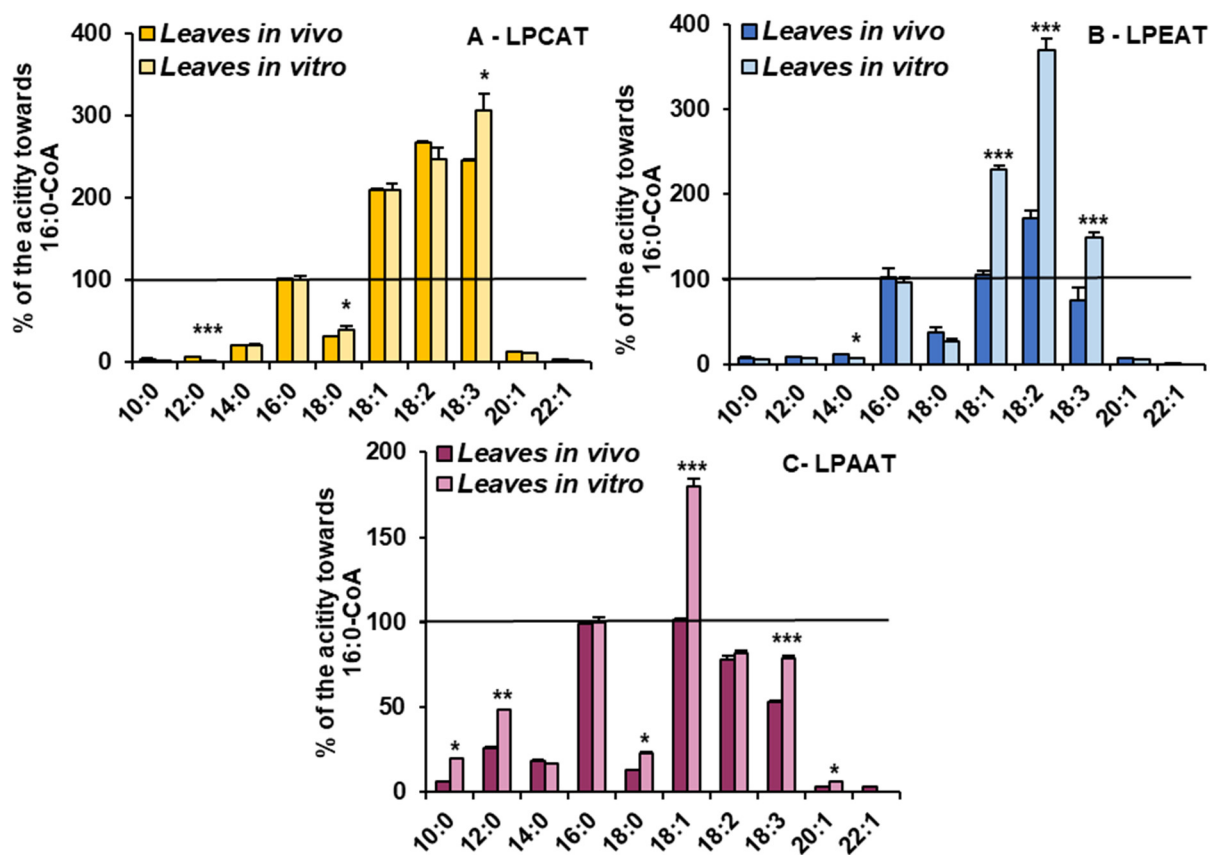 % of the acitity towards
16:0-CoA
400
300
200
100
0
Leaves in vivo
Leaves in vitro
A - LPCAT
***
*
*
10:0 12:0 14:0 16:0 18:0 18:1 18:2 18:3 20:1 22:1
% of the acitity towards
16:0-CoA
400
300
200
100
0
Leaves in vivo
Leaves in vitro
B - LPEAT
*
***
***
***
10:0 12:0 14:0 16:0 18:0 18:1 18:2 18:3 20:1 22:1
% of the acitity towards
16:0-CoA
200
150
100
50
0
Leaves in vivo
Leaves in vitro
C- LPAAT
*
**
*
***
***
*
10:0 12:0 14:0 16:0 18:0 18:1 18:2 18:3 20:1 22:1